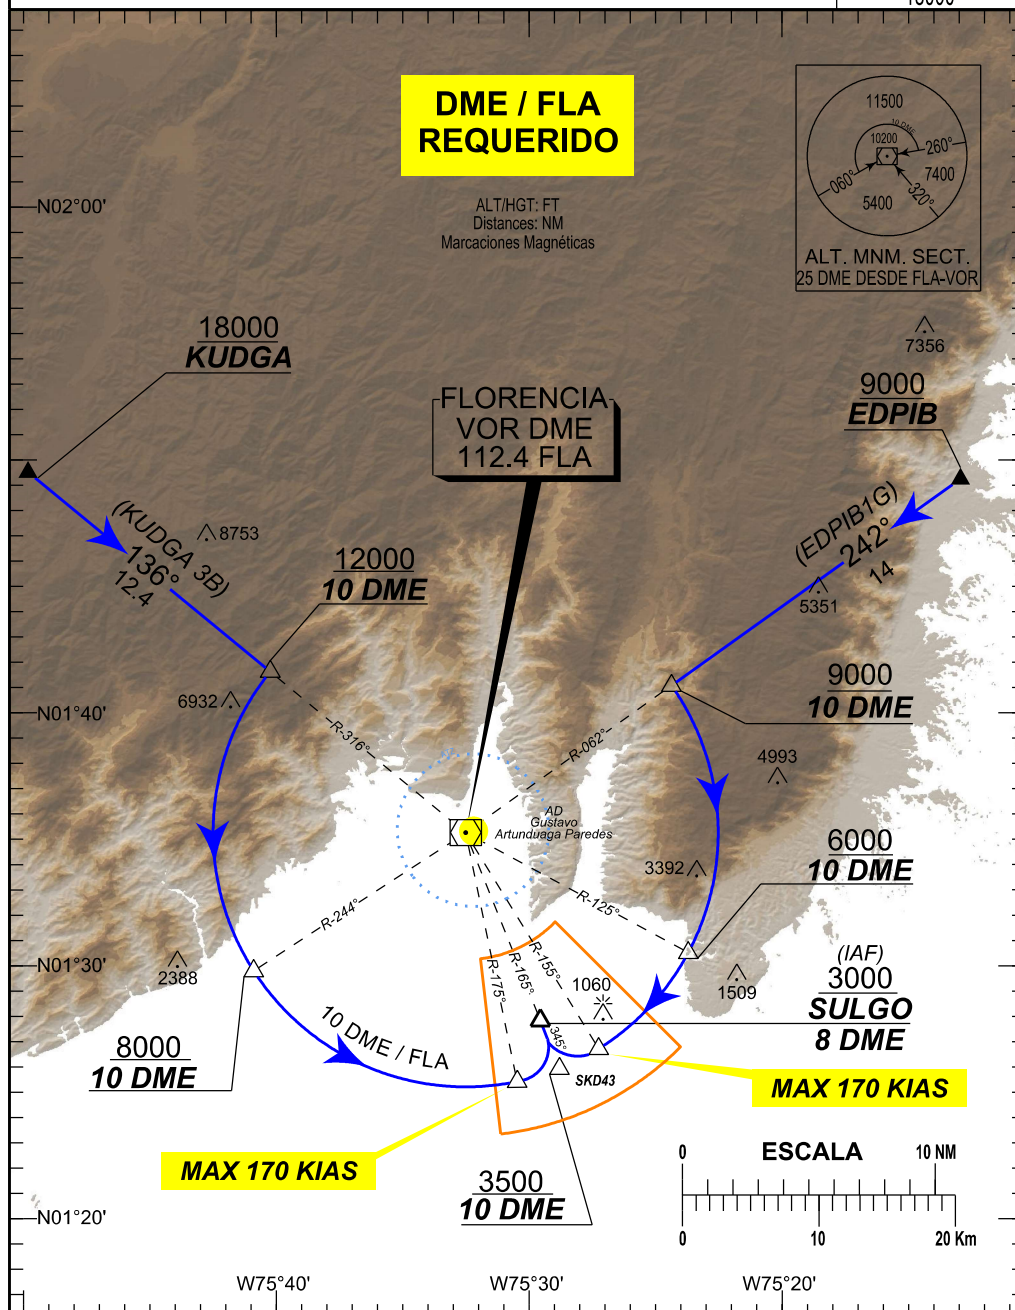 DME / FLA
REQUERIDO
ALT/HGT: FT
Distances: NM
Marcaciones Magnéticas
11500
10 DME
10200
260°
7400
060°
320°
5400
ALT. MNM. SECT.
25 DME DESDE FLA-VOR
N02°00'
18000
KUDGA
7356
9000
EDPIB
FLORENCIA
VOR DME
112.4 FLA
(KUDGA 3B)
136°
12.4
8753
12000
10 DME
(EDPIB1G)
242°
14
5351
6932
R-316°
R-062°
9000
10 DME
N01°40'
4993
AD
Gustavo
Artunduaga Paredes
3392
6000
10 DME
R-244°
R-125°
R-175°
R-165°
R-155°
N01°30'
2388
1509
1060
(IAF)
3000
SULGO
8 DME
345°
10 DME / FLA
8000
10 DME
SKD43
MAX 170 KIAS
MAX 170 KIAS
3500
10 DME
ESCALA
0
10 NM
0
10
20 Km
N01°20'
W75°40'
W75°30'
W75°20'